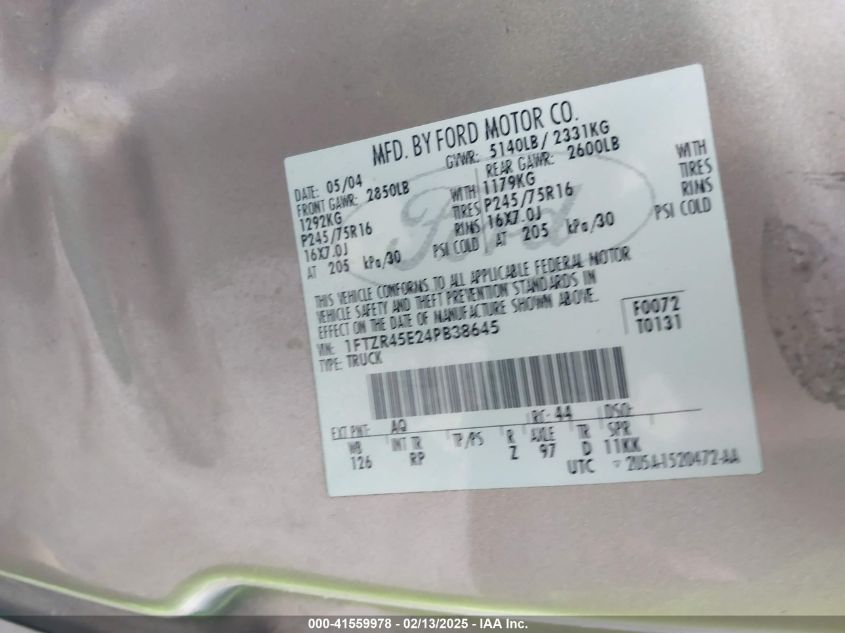 MFD. BY FORD MOTOR CO.
DATE: 05/04 GVWR: 5140LB/ 2331KG
FRONT GAWR: 2850LB REAR GAWR: 2600LB
1292KG WITH 1179KG WITH
P245/75R16 TIRES P245/75R16 TIRES
16X7.0J RIMS 16X7.0J RIMS
AT 205 kPa/30 PSI COLD AT 205 kPa/30 PSI COLD
Ford
THIS VEHICLE CONFORMS TO ALL APPLICABLE FEDERAL MOTOR
VEHICLE SAFETY AND THEFT PREVENTION STANDARDS IN
EFFECT ON THE DATE OF MANUFACTURE SHOWN ABOVE.
VIN: 1FTZR45E24PB38645
TYPE: TRUCK
F0072
T0131
EXT PNT: AQ RC: 44 DSO:
WB INT TR TP/PS R AXLE TR SPR
126 RP Z 97 D 11KK
UTC ▽ 2U5A-1520472-AA
000-41559978 - 02/13/2025 - IAA Inc.